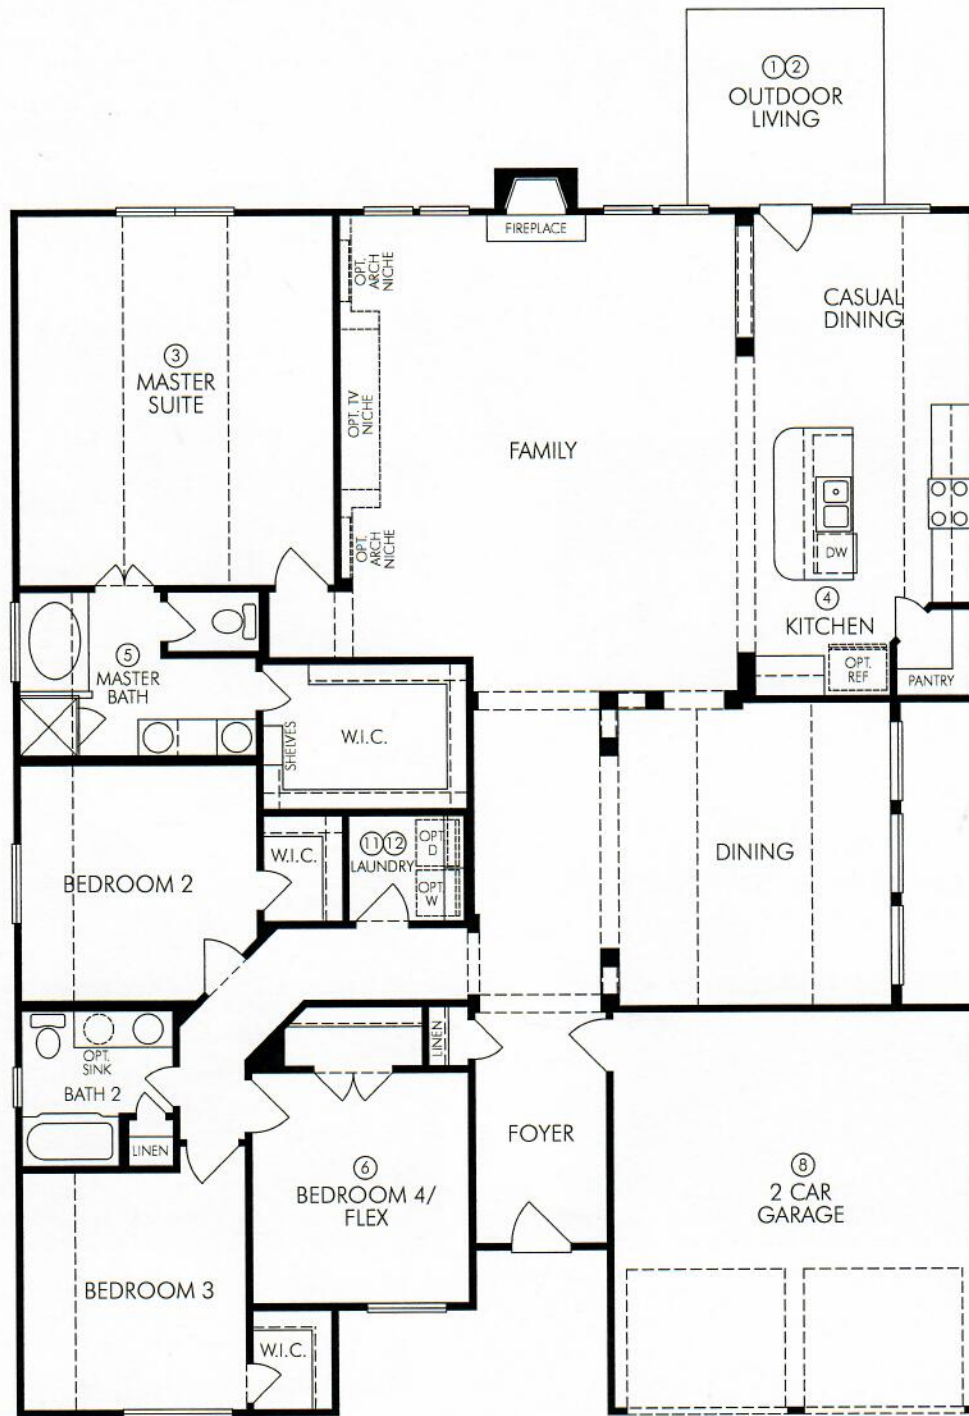 ①②
OUTDOOR
LIVING
FIREPLACE
OPT.
ARCH
NICHE
CASUAL
DINING
③
MASTER
SUITE
OPT. TV
NICHE
FAMILY
OPT.
ARCH
NICHE
DW
④
KITCHEN
OPT.
REF
PANTRY
⑤
MASTER
BATH
SHELVES
W.I.C.
DINING
BEDROOM 2
W.I.C.
⑪⑫
LAUNDRY
OPT.
D
OPT.
W
OPT.
SINK
BATH 2
LINEN
LINEN
FOYER
⑥
BEDROOM 4/
FLEX
⑧
2 CAR
GARAGE
BEDROOM 3
W.I.C.